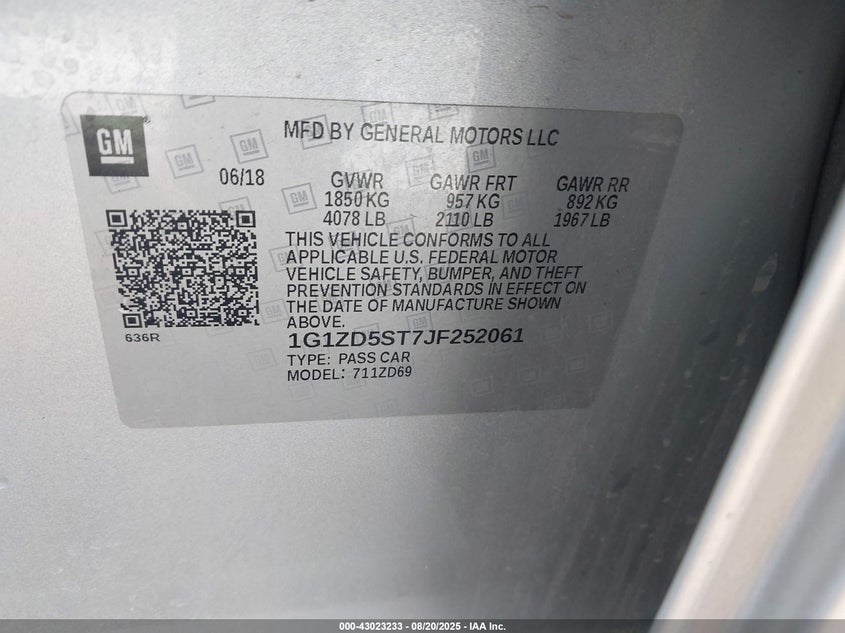 GM
MFD BY GENERAL MOTORS LLC
06/18
GVWR GAWR FRT GAWR RR
1850 KG 957 KG 892 KG
4078 LB 2110 LB 1967 LB
THIS VEHICLE CONFORMS TO ALL
APPLICABLE U.S. FEDERAL MOTOR
VEHICLE SAFETY, BUMPER, AND THEFT
PREVENTION STANDARDS IN EFFECT ON
THE DATE OF MANUFACTURE SHOWN
ABOVE.
636R
1G1ZD5ST7JF252061
TYPE: PASS CAR
MODEL: 711ZD69
000-43023233 - 08/20/2025 - IAA Inc.